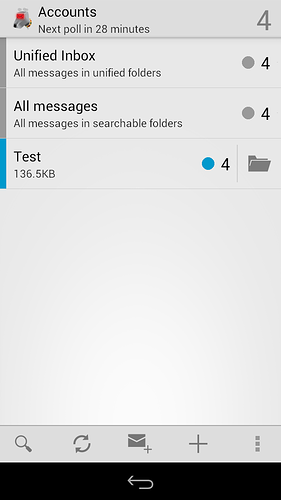 Accounts
Next poll in 28 minutes
4
Unified Inbox
All messages in unified folders
4
All messages
All messages in searchable folders
4
Test
136.5KB
4